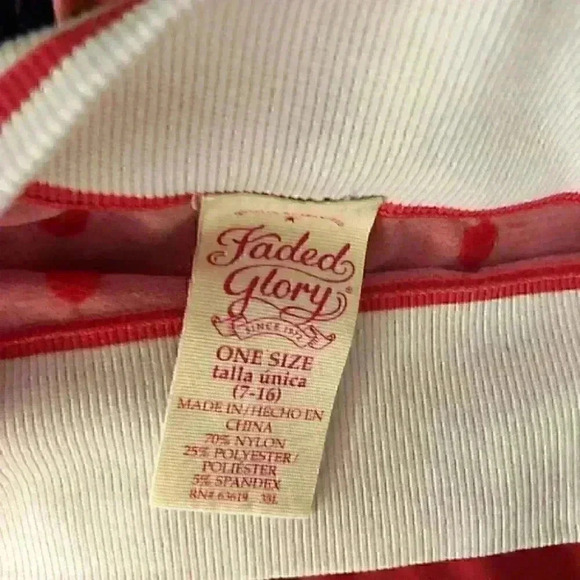 Faded
Glory®
SINCE 1972
ONE SIZE
talla única
(7-16)
MADE IN/HECHO EN
CHINA
70% NYLON
25% POLYESTER/
POLIÉSTER
5% SPANDEX
RN# 63619